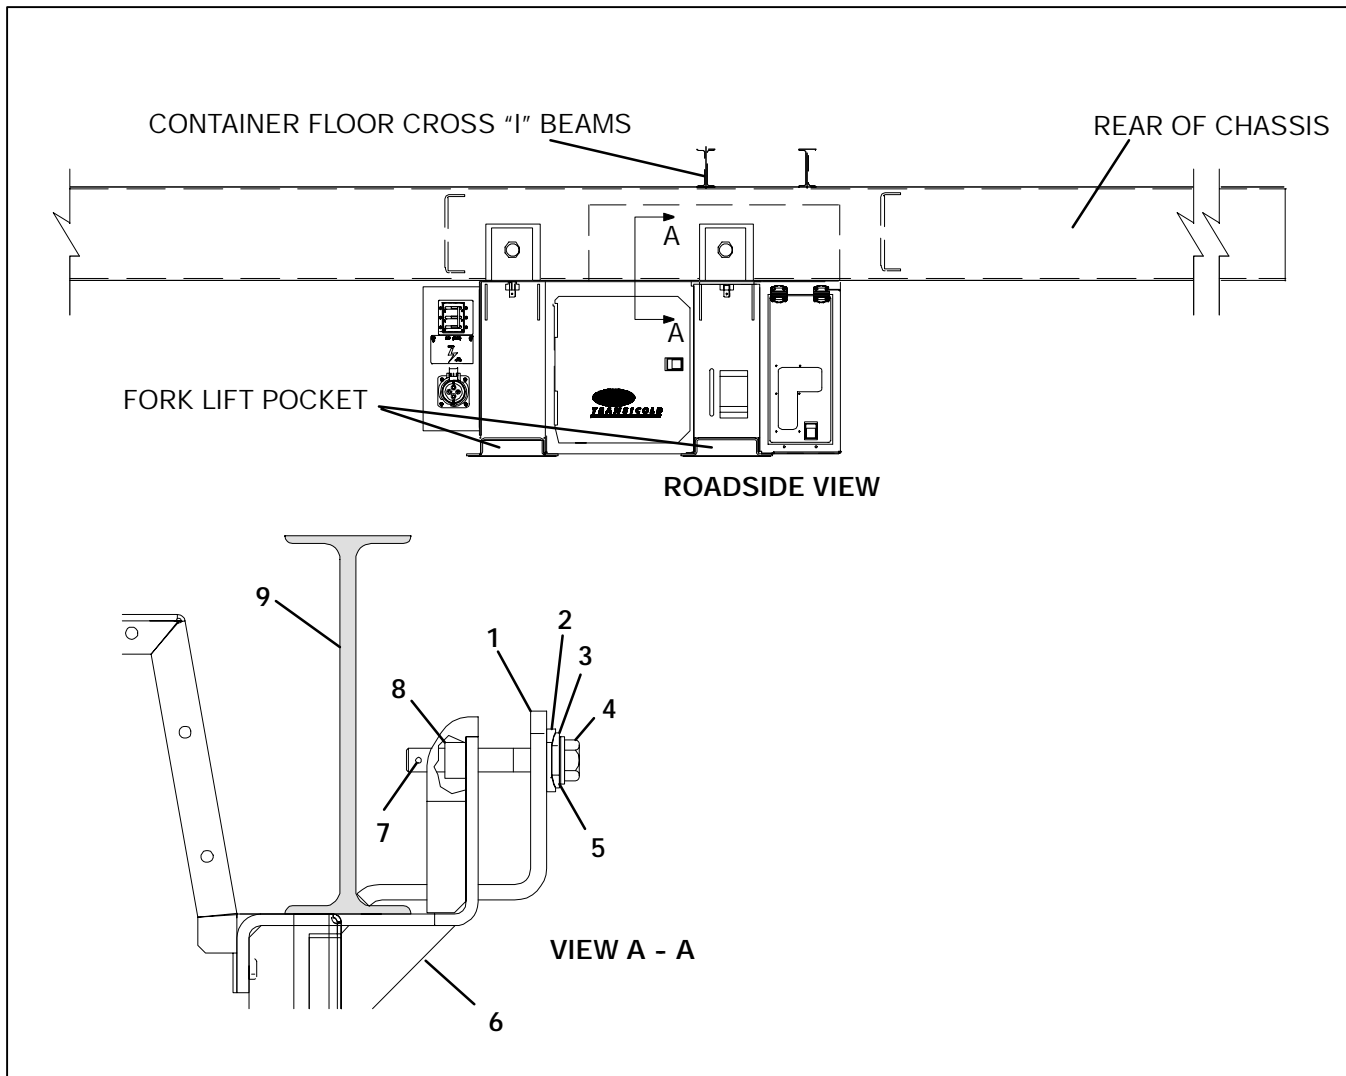 CONTAINER FLOOR CROSS “I” BEAMS
REAR OF CHASSIS
A
A
FORK LIFT POCKET
TRANSICOLD
ROADSIDE VIEW
9
1
2
3
4
8
7
5
VIEW A - A
6